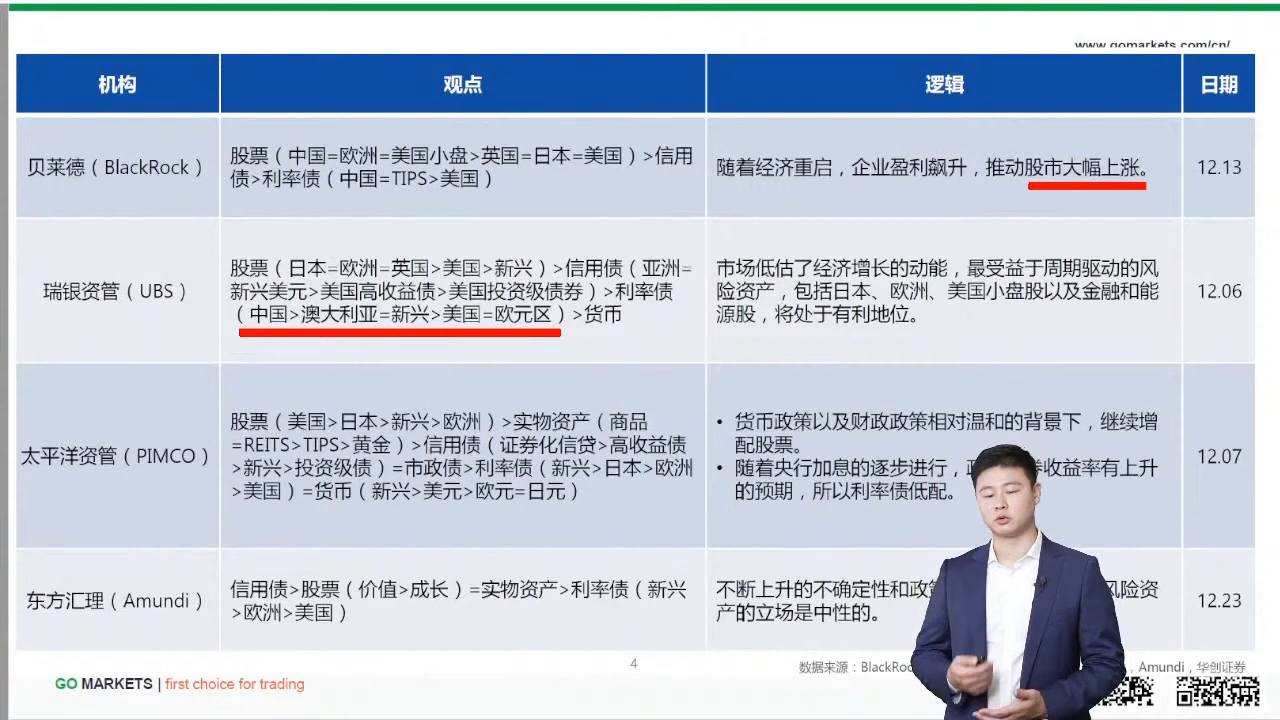 www.gomarkets.com/cn/
机构 观点 逻辑 日期
贝莱德（BlackRock）
股票（中国=欧洲=美国小盘>英国=日本=美国）>信用
债>利率债（中国=TIPS>美国）
随着经济重启，企业盈利飙升，推动股市大幅上涨。
12.13
瑞银资管（UBS）
股票（日本=欧洲=英国>美国>新兴）>信用债（亚洲=
新兴美元>美国高收益债>美国投资级债券）>利率债
（中国>澳大利亚=新兴>美国=欧元区）>货币
市场低估了经济增长的动能，最受益于周期驱动的风
险资产，包括日本、欧洲、美国小盘股以及金融和能
源股，将处于有利地位。
12.06
太平洋资管（PIMCO）
股票（美国>日本>新兴>欧洲）>实物资产（商品
=REITS>TIPS>黄金）>信用债（证券化信贷>高收益债
>新兴>投资级债）=市政债>利率债（新兴>日本>欧洲
>美国）=货币（新兴>美元>欧元=日元）
• 货币政策以及财政政策相对温和的背景下，继续增
配股票。
• 随着央行加息的逐步进行，券收益率有上升
的预期，所以利率债低配。
12.07
东方汇理（Amundi）
信用债>股票（价值>成长）=实物资产>利率债（新兴
>欧洲>美国）
不断上升的不确定性和政 风险资
产的立场是中性的。
12.23
4
数据来源：BlackRo ，Amundi，华创证券
GO MARKETS | first choice for trading